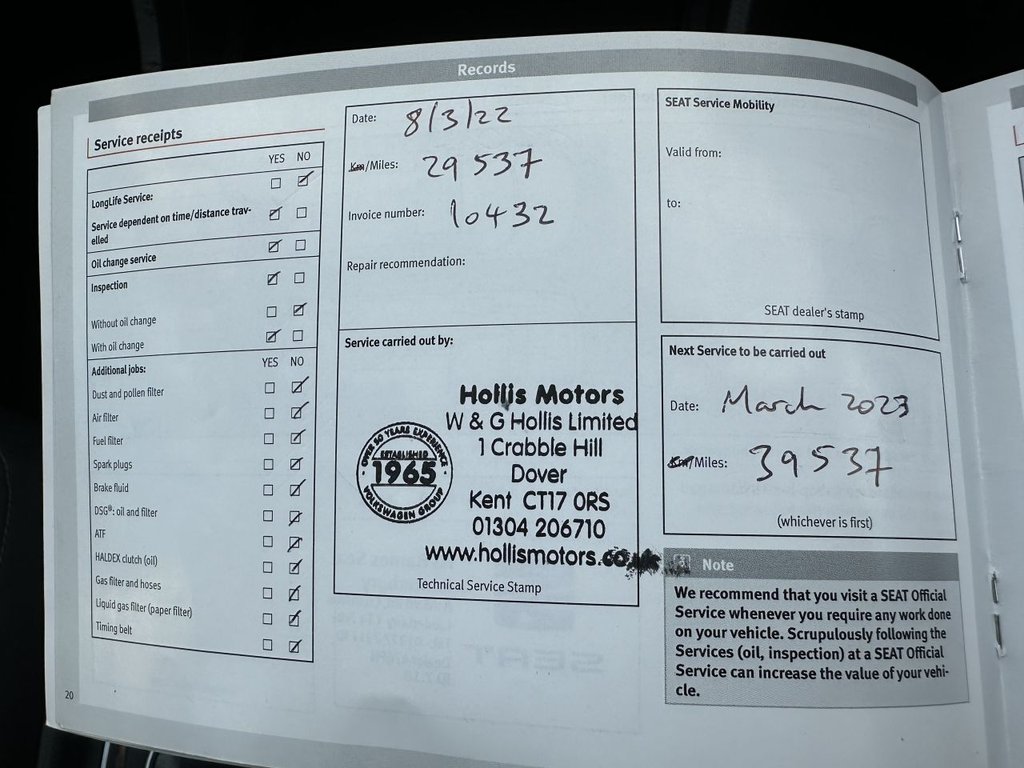 Records
Service receipts
YES NO
LongLife Service:
Service dependent on time/distance trav-
elled
Oil change service
Inspection
Without oil change
With oil change
Additional jobs: YES NO
Dust and pollen filter
Air filter
Fuel filter
Spark plugs
Brake fluid
DSG®: oil and filter
ATF
HALDEX clutch (oil)
Gas filter and hoses
Liquid gas filter (paper filter)
Timing belt
20
Date: 8/3/22
Km/Miles: 29537
Invoice number: 10432
Repair recommendation:
Service carried out by:
OVER 50 YEARS EXPERIENCE
ESTABLISHED
1965
VOLKSWAGEN GROUP
Hollis Motors
W & G Hollis Limited
1 Crabble Hill
Dover
Kent CT17 0RS
01304 206710
www.hollismotors.co
Technical Service Stamp
SEAT Service Mobility
Valid from:
to:
SEAT dealer's stamp
Next Service to be carried out
Date: March 2023
Km/Miles: 39537
(whichever is first)
Note
We recommend that you visit a SEAT Official
Service whenever you require any work done
on your vehicle. Scrupulously following the
Services (oil, inspection) at a SEAT Official
Service can increase the value of your vehi-
cle.